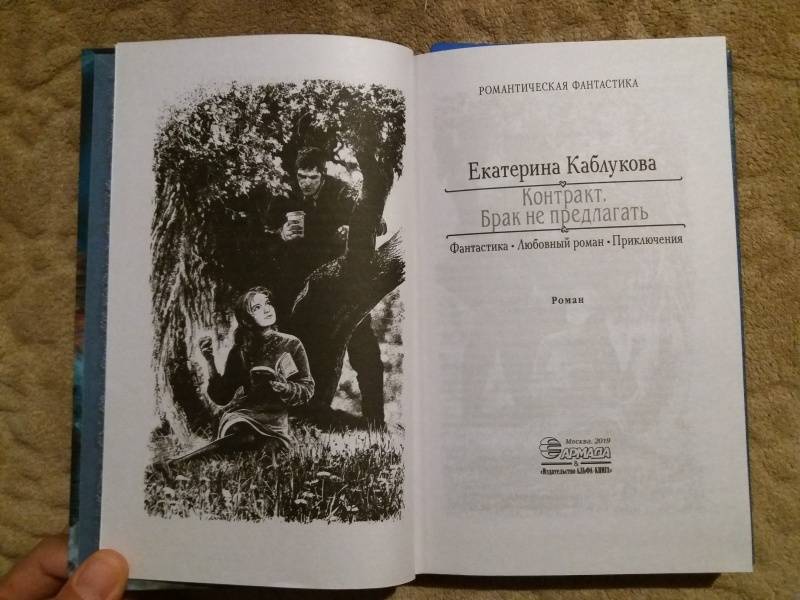 РОМАНТИЧЕСКАЯ ФАНТАСТИКА
Екатерина Каблукова
Контракт.
Брак не предлагать
Фантастика • Любовный роман • Приключения
Роман
Москва, 2019
АРМАДА
&
«Издательство АЛЬФА-КНИГА»